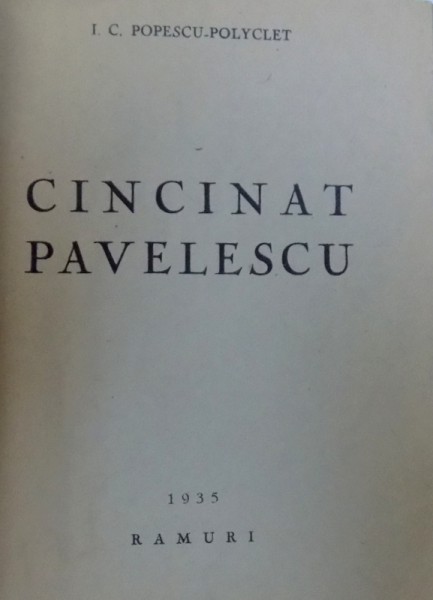 I. C. POPESCU-POLYCLET
CINCINAT
PAVELESCU
1935
RAMURI